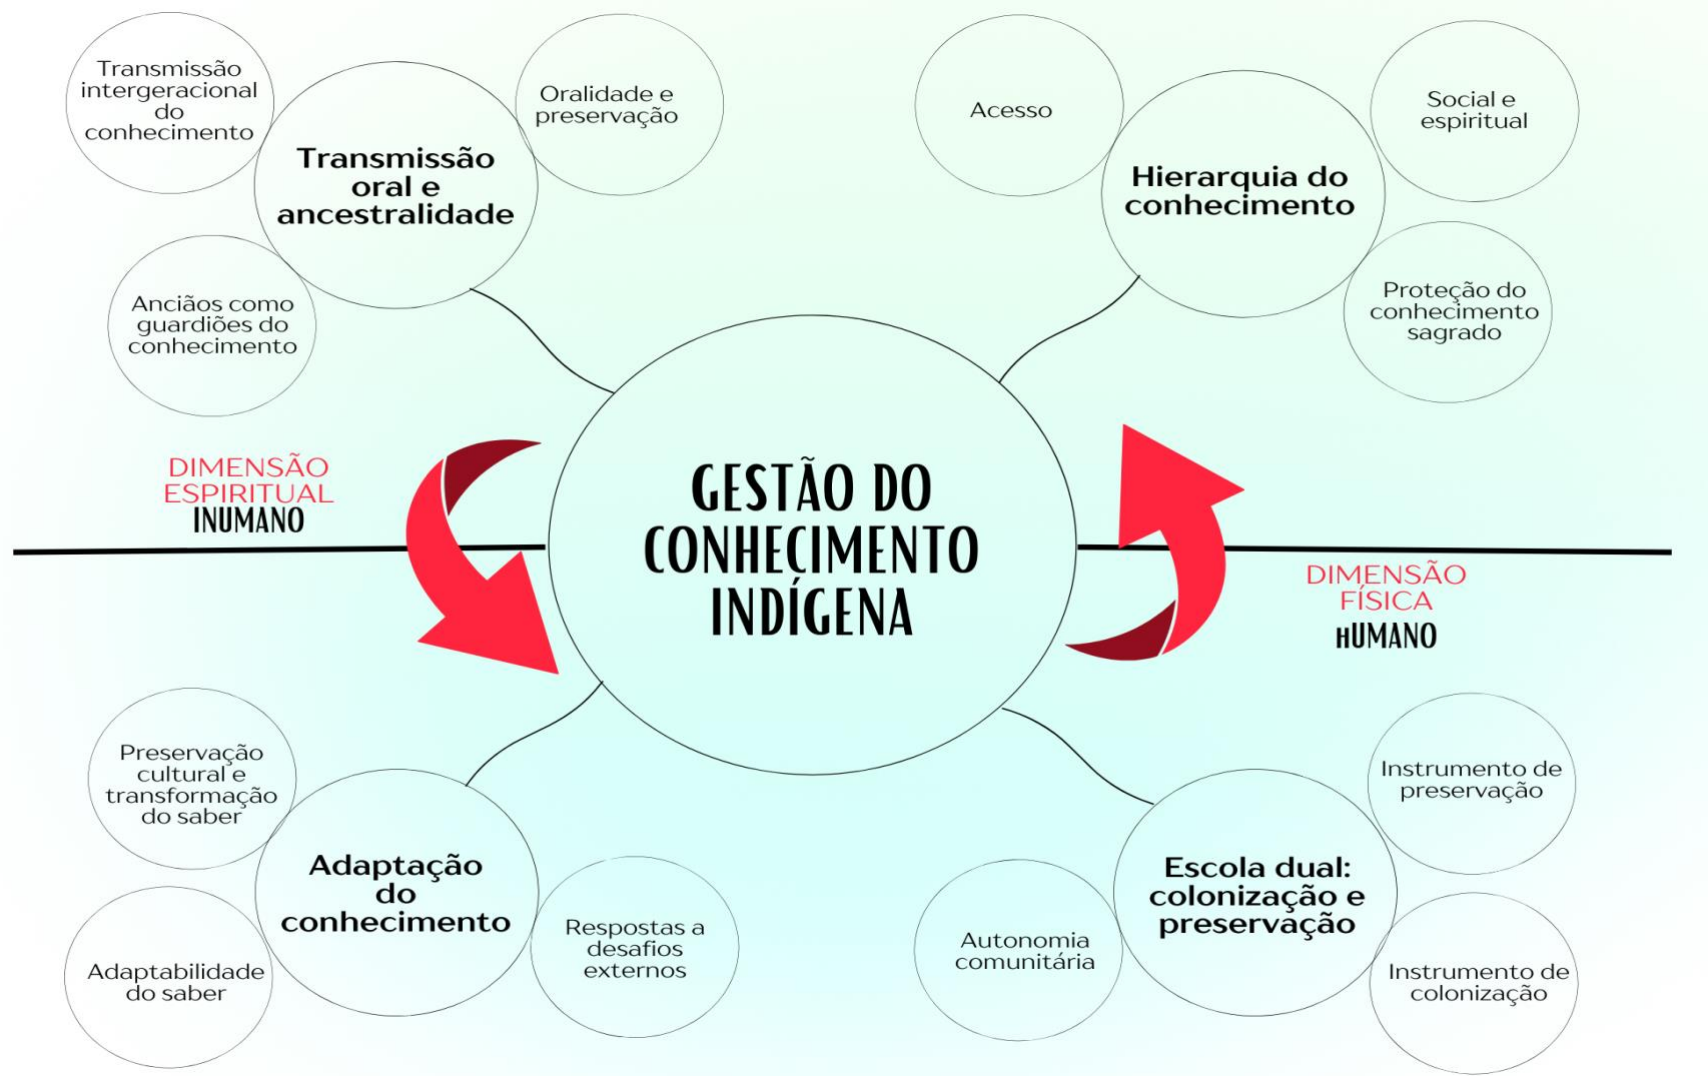 Transmissão
intergeracional
do
conhecimento
Oralidade e
preservação
Transmissão
oral e
ancestralidade
Anciãos como
guardiões do
conhecimento
Acesso
Social e
espiritual
Hierarquia do
conhecimento
Proteção do
conhecimento
sagrado
DIMENSÃO
ESPIRITUAL
INUMANO
GESTÃO DO
CONHECIMENTO
INDÍGENA
DIMENSÃO
FÍSICA
HUMANO
Preservação
cultural e
transformação
do saber
Adaptação
do
conhecimento
Adaptabilidade
do saber
Respostas a
desafios
externos
Instrumento de
preservação
Escola dual:
colonização e
preservação
Autonomia
comunitária
Instrumento de
colonização